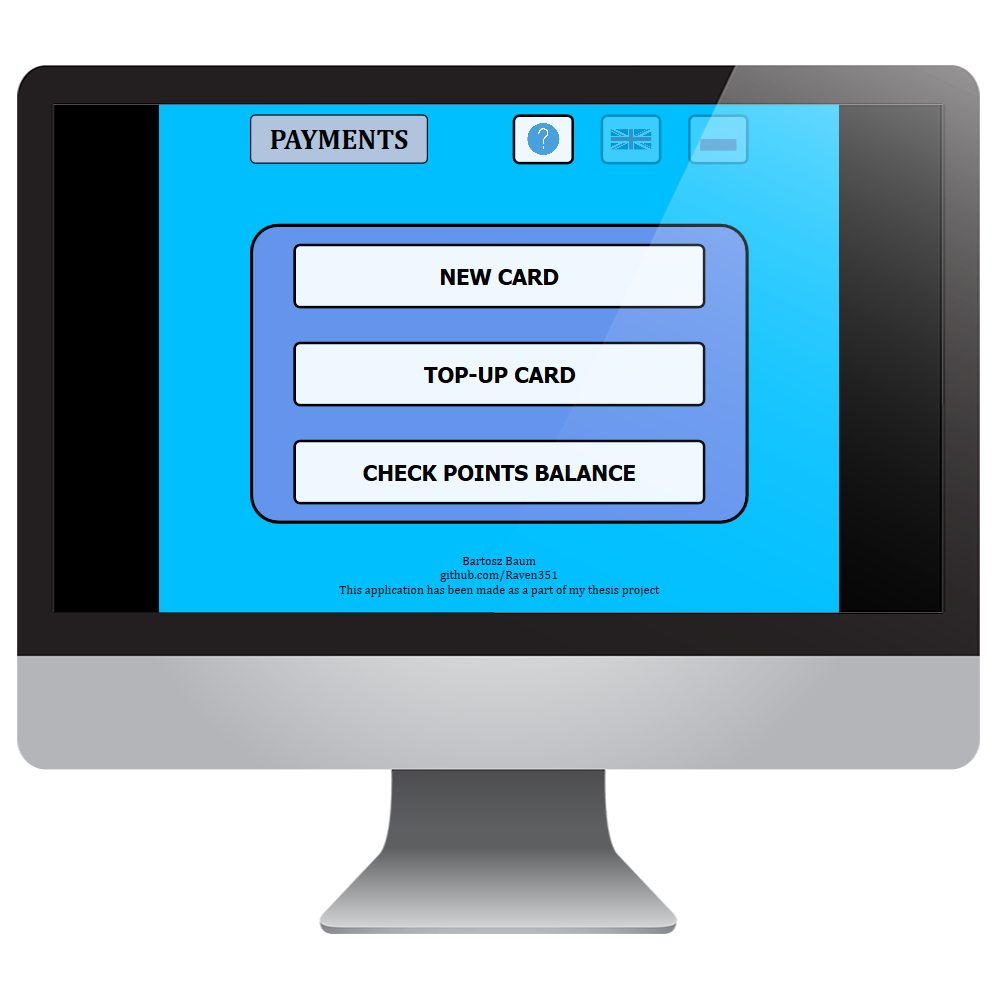 PAYMENTS
?
NEW CARD
TOP-UP CARD
CHECK POINTS BALANCE
Bartosz Baum
github.com/Raven351
This application has been made as a part of my thesis project